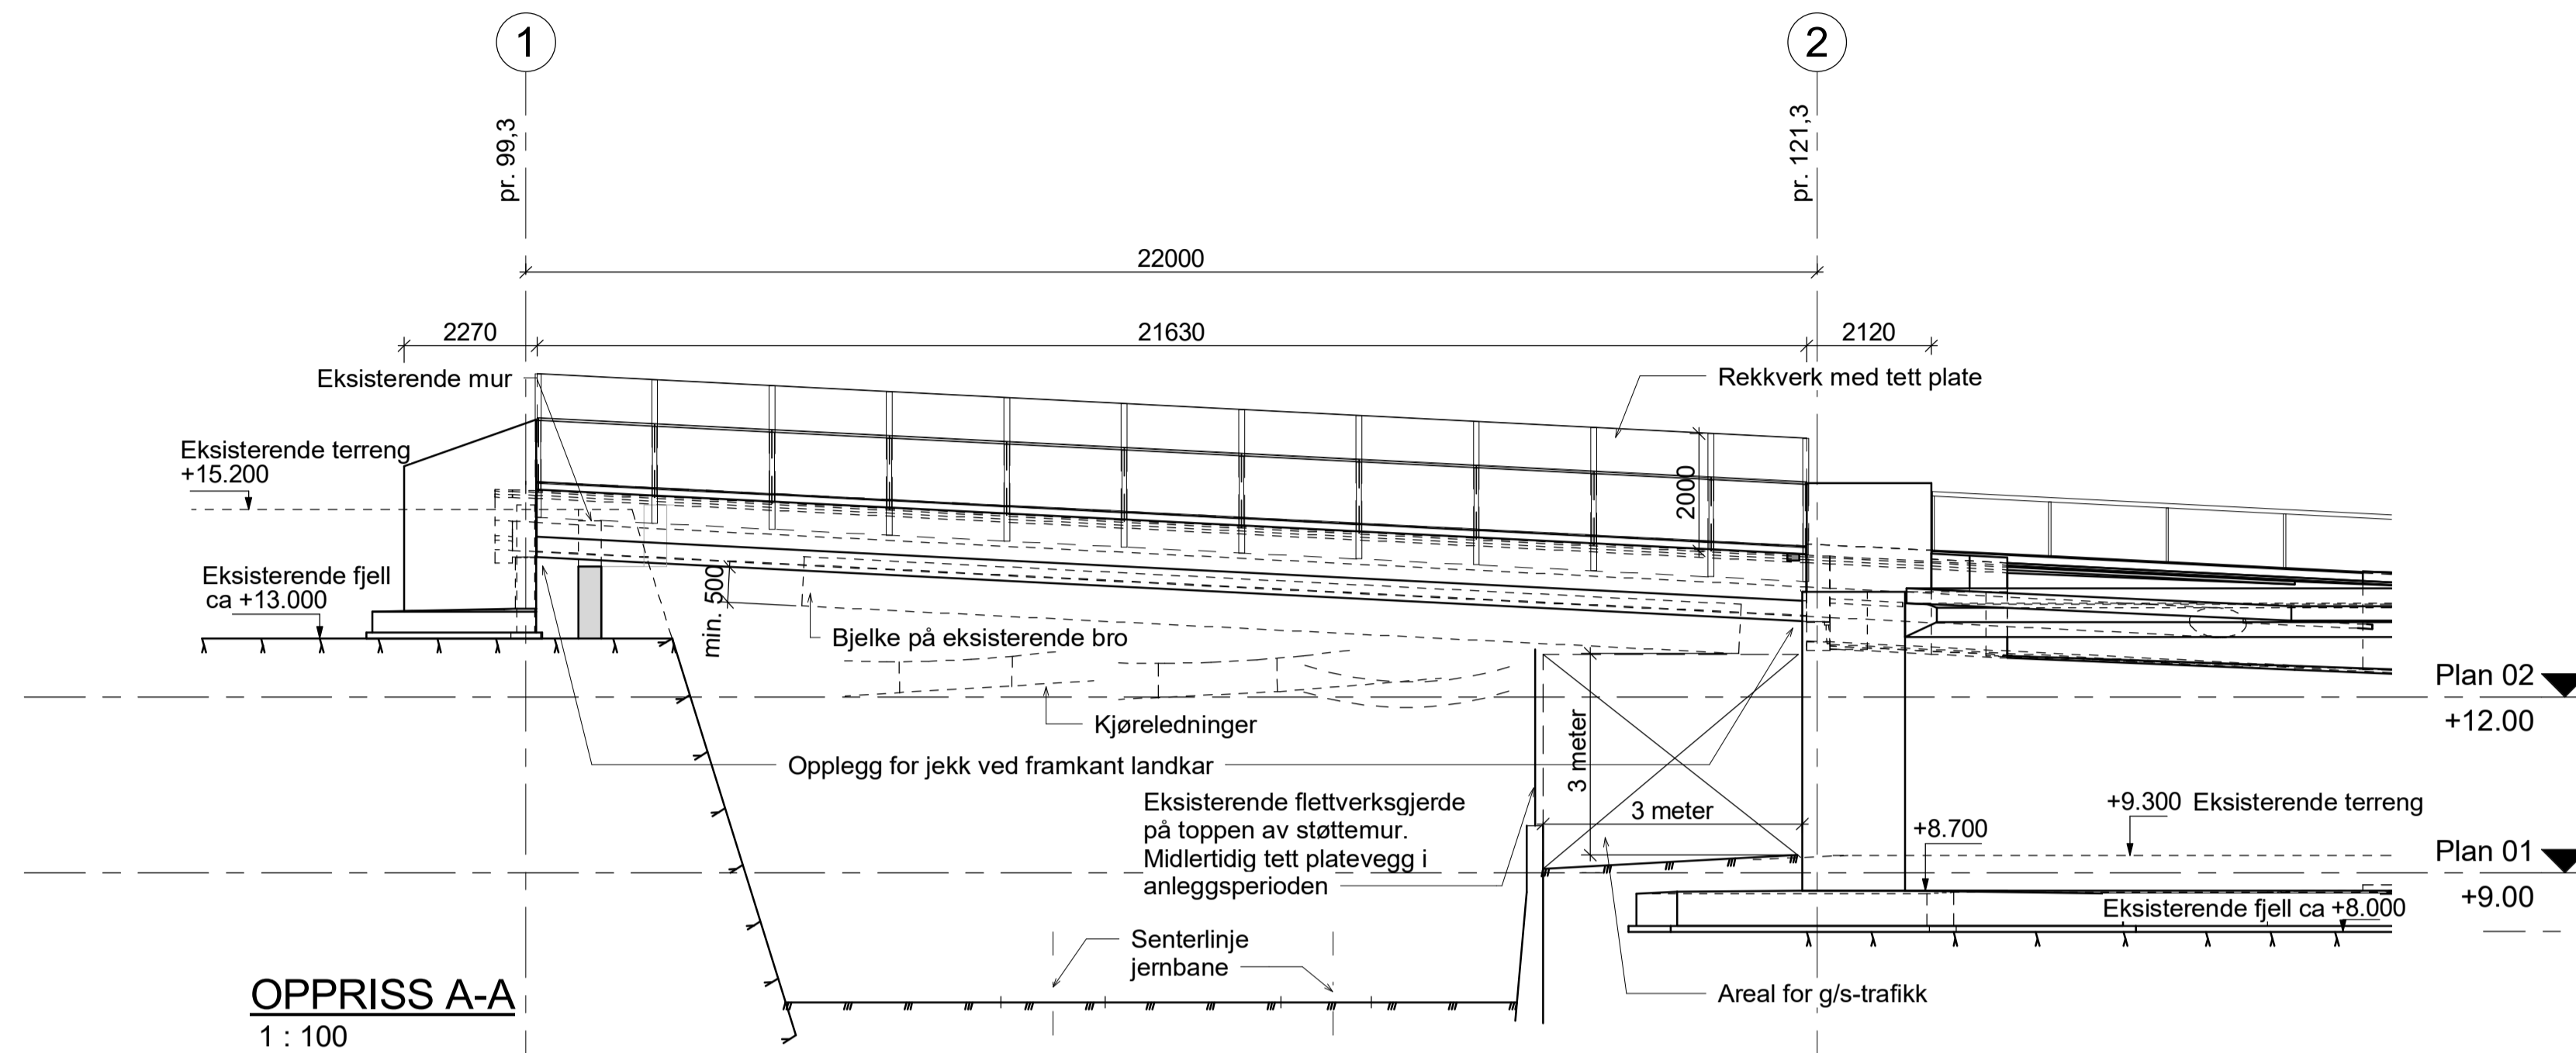 1
2
pr. 99,3
pr. 121,3
22000
2270
21630
2120
Eksisterende mur
Rekkverk med tett plate
Eksisterende terreng
+15.200
2000
Eksisterende fjell
ca +13.000
min. 500
Bjelke på eksisterende bro
Plan 02
+12.00
Kjøreledninger
Opplegg for jekk ved framkant landkar
3 meter
3 meter
Eksisterende flettverksgjerde
på toppen av støttemur.
Midlertidig tett platevegg i
anleggsperioden
+9.300 Eksisterende terreng
+8.700
Plan 01
+9.00
Eksisterende fjell ca +8.000
Senterlinje
jernbane
Areal for g/s-trafikk
OPPRISS A-A
1 : 100